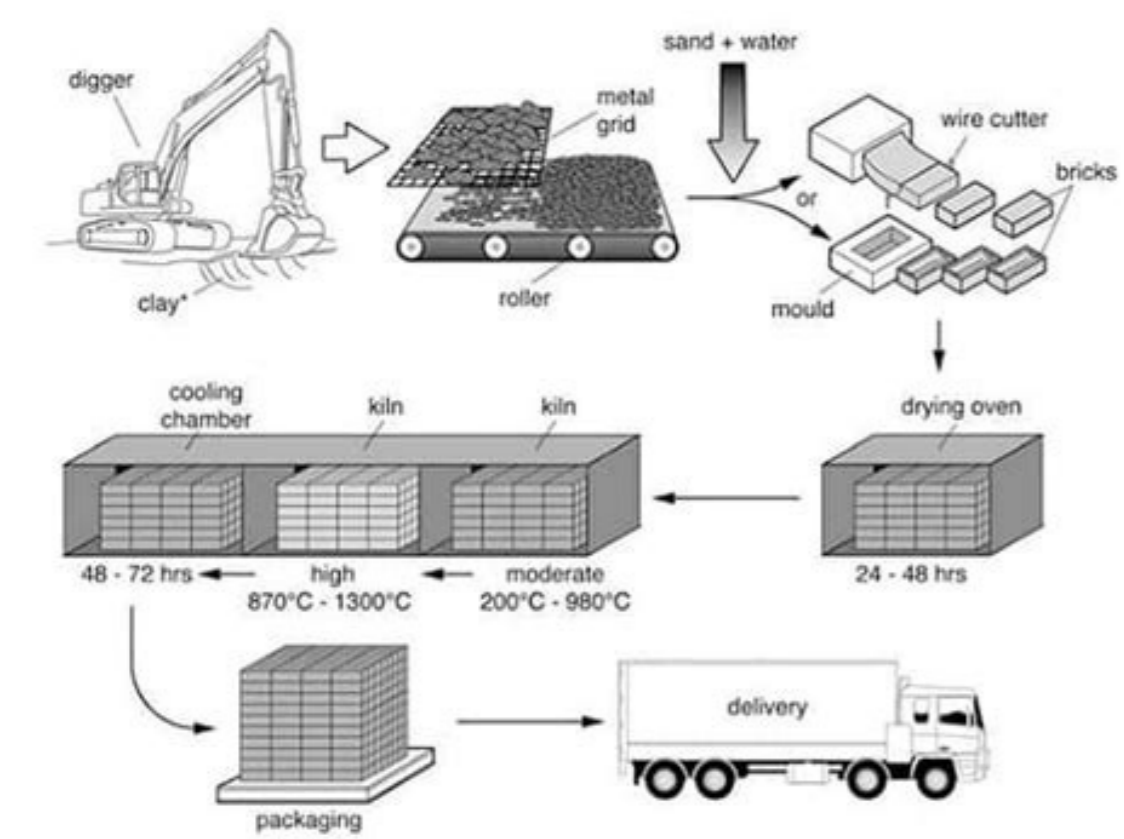 digger
clay*
metal
grid
roller
sand + water
or
wire cutter
bricks
mould
drying oven
24 - 48 hrs
kiln
moderate
200°C - 980°C
kiln
high
870°C - 1300°C
cooling
chamber
48 - 72 hrs
packaging
delivery